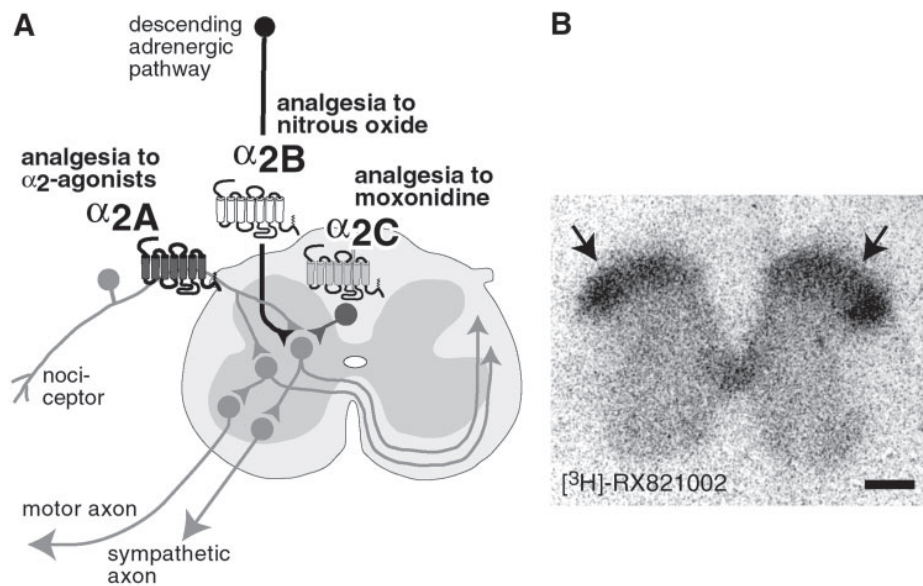 A
descending
adrenergic
pathway
analgesia to
nitrous oxide
α2B
analgesia to
α2-agonists
α2A
analgesia to
moxonidine
α2C
noci-
ceptor
motor axon
sympathetic
axon
B
[³H]-RX821002